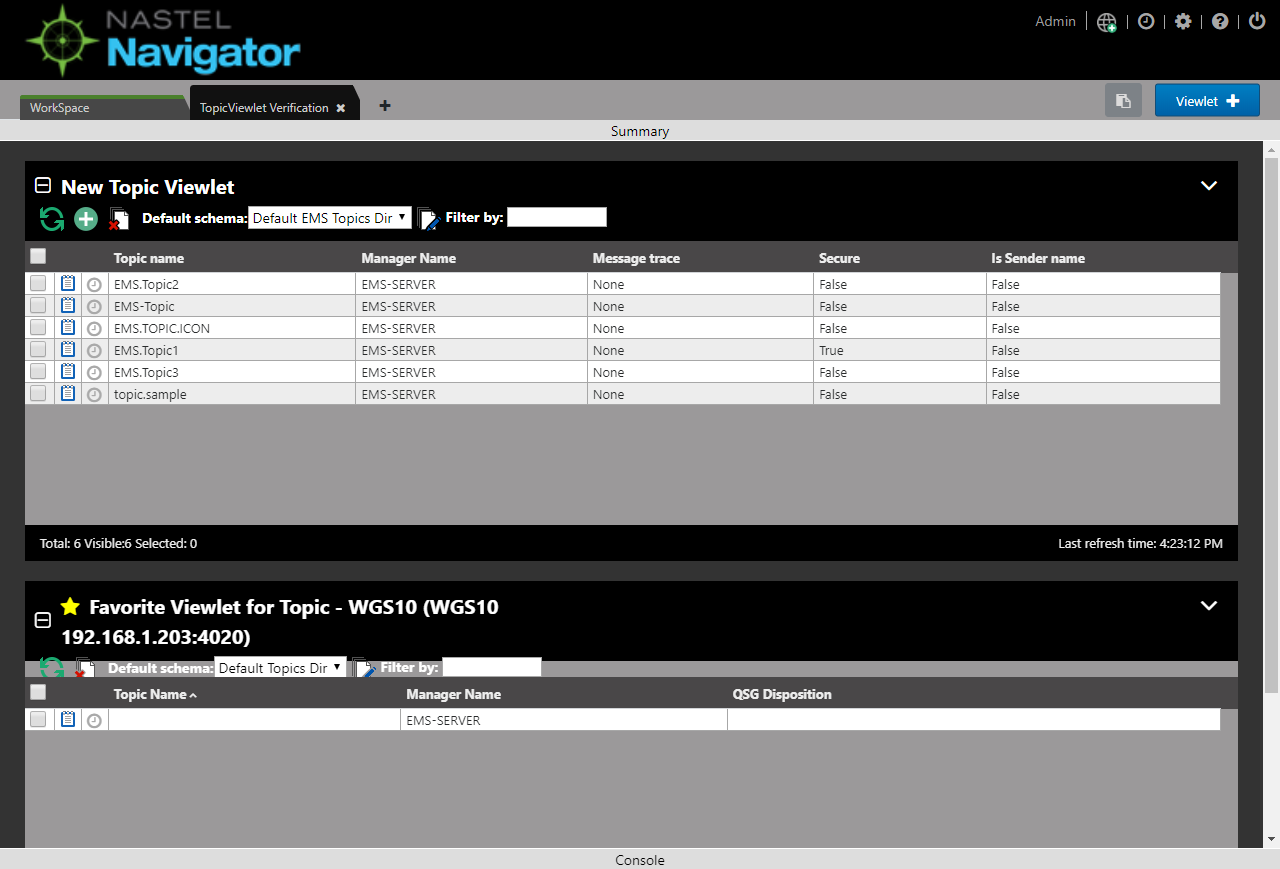 NASTEL
Navigator
Admin
WorkSpace
TopicViewlet Verification
Viewlet
Summary
New Topic Viewlet
Default schema: Default EMS Topics Dir Filter by:
Topic name Manager Name Message trace Secure Is Sender name
EMS.Topic2 EMS-SERVER None False False
EMS-Topic EMS-SERVER None False False
EMS.TOPIC.ICON EMS-SERVER None False False
EMS.Topic1 EMS-SERVER None True False
EMS.Topic3 EMS-SERVER None False False
topic.sample EMS-SERVER None False False
Total: 6 Visible:6 Selected: 0 Last refresh time: 4:23:12 PM
Favorite Viewlet for Topic - WGS10 (WGS10
192.168.1.203:4020)
Default schema: Default Topics Dir Filter by:
Topic Name Manager Name QSG Disposition
EMS-SERVER
Console